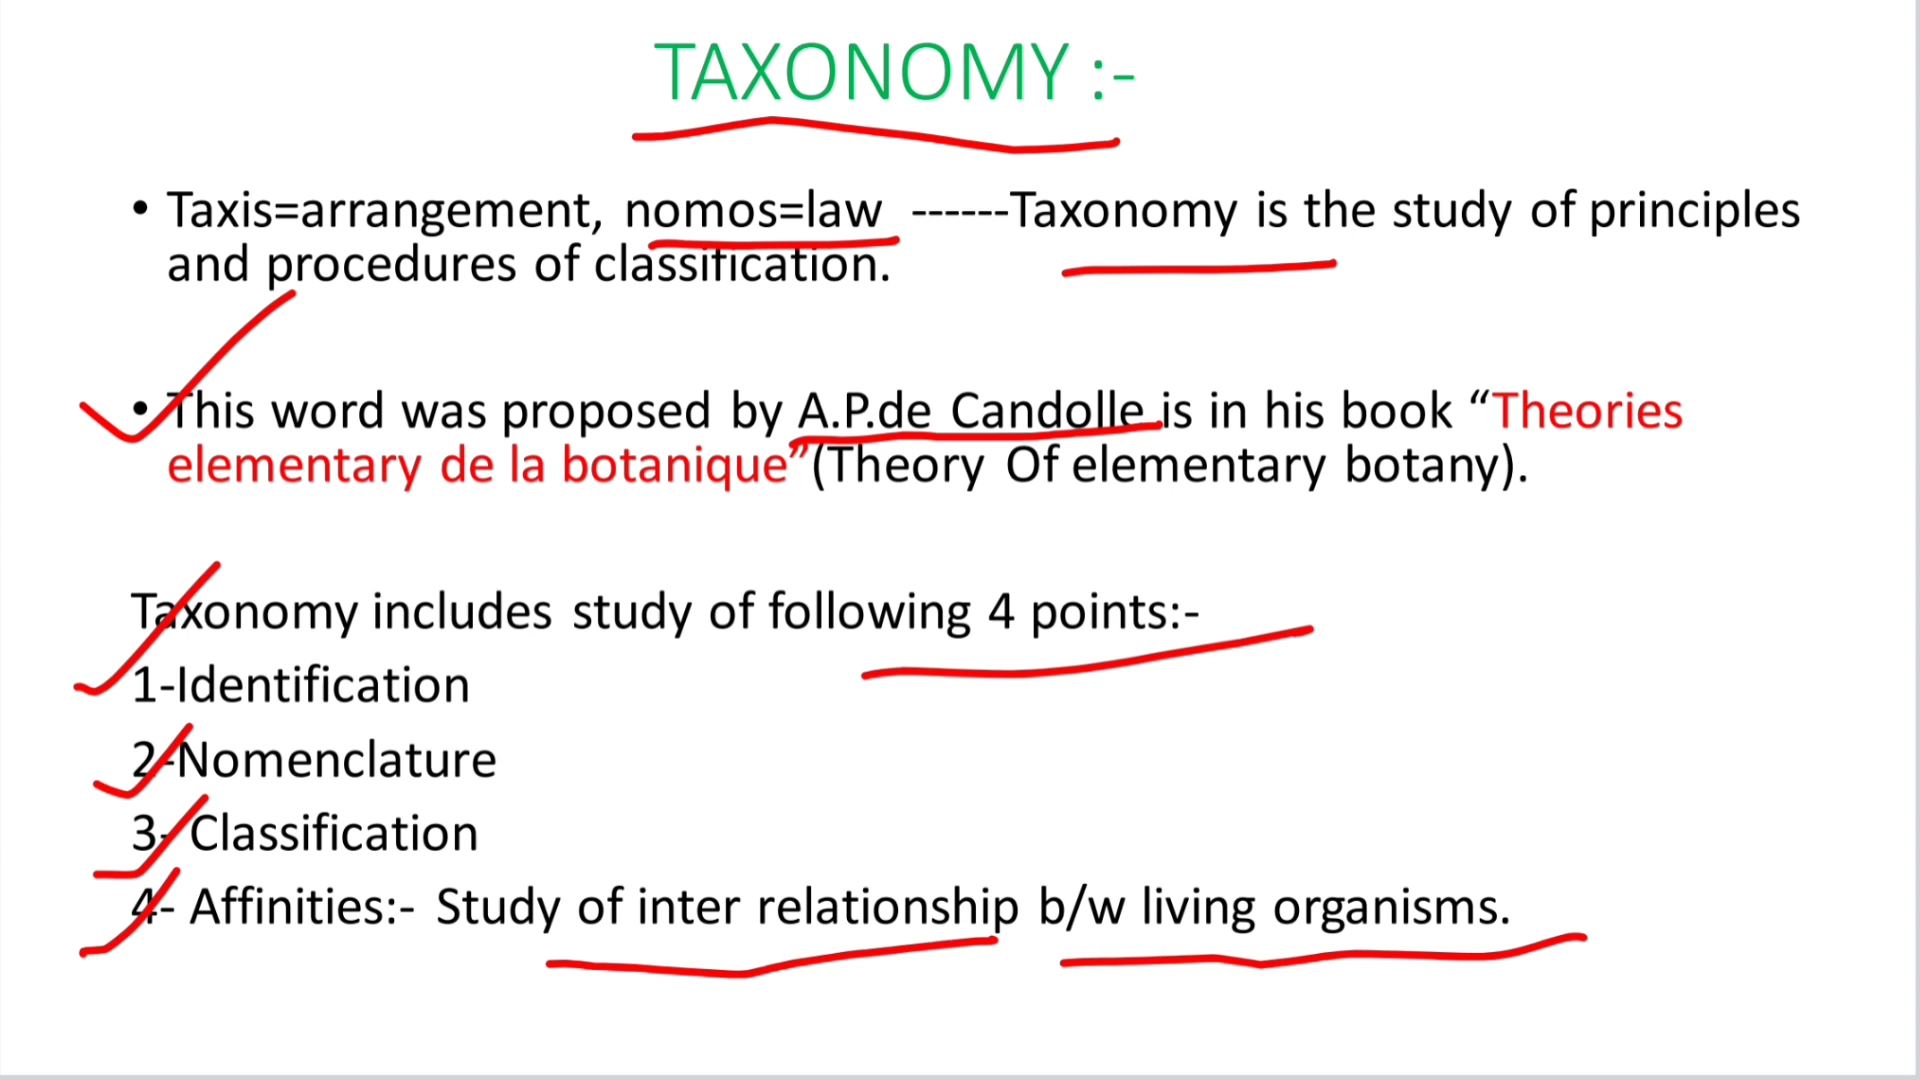 TAXONOMY :-
• Taxis=arrangement, nomos=law ------Taxonomy is the study of principles
and procedures of classification.
• This word was proposed by A.P.de Candolle is in his book “Theories
elementary de la botanique”(Theory Of elementary botany).
Taxonomy includes study of following 4 points:-
1-Identification
2-Nomenclature
3- Classification
4- Affinities:- Study of inter relationship b/w living organisms.